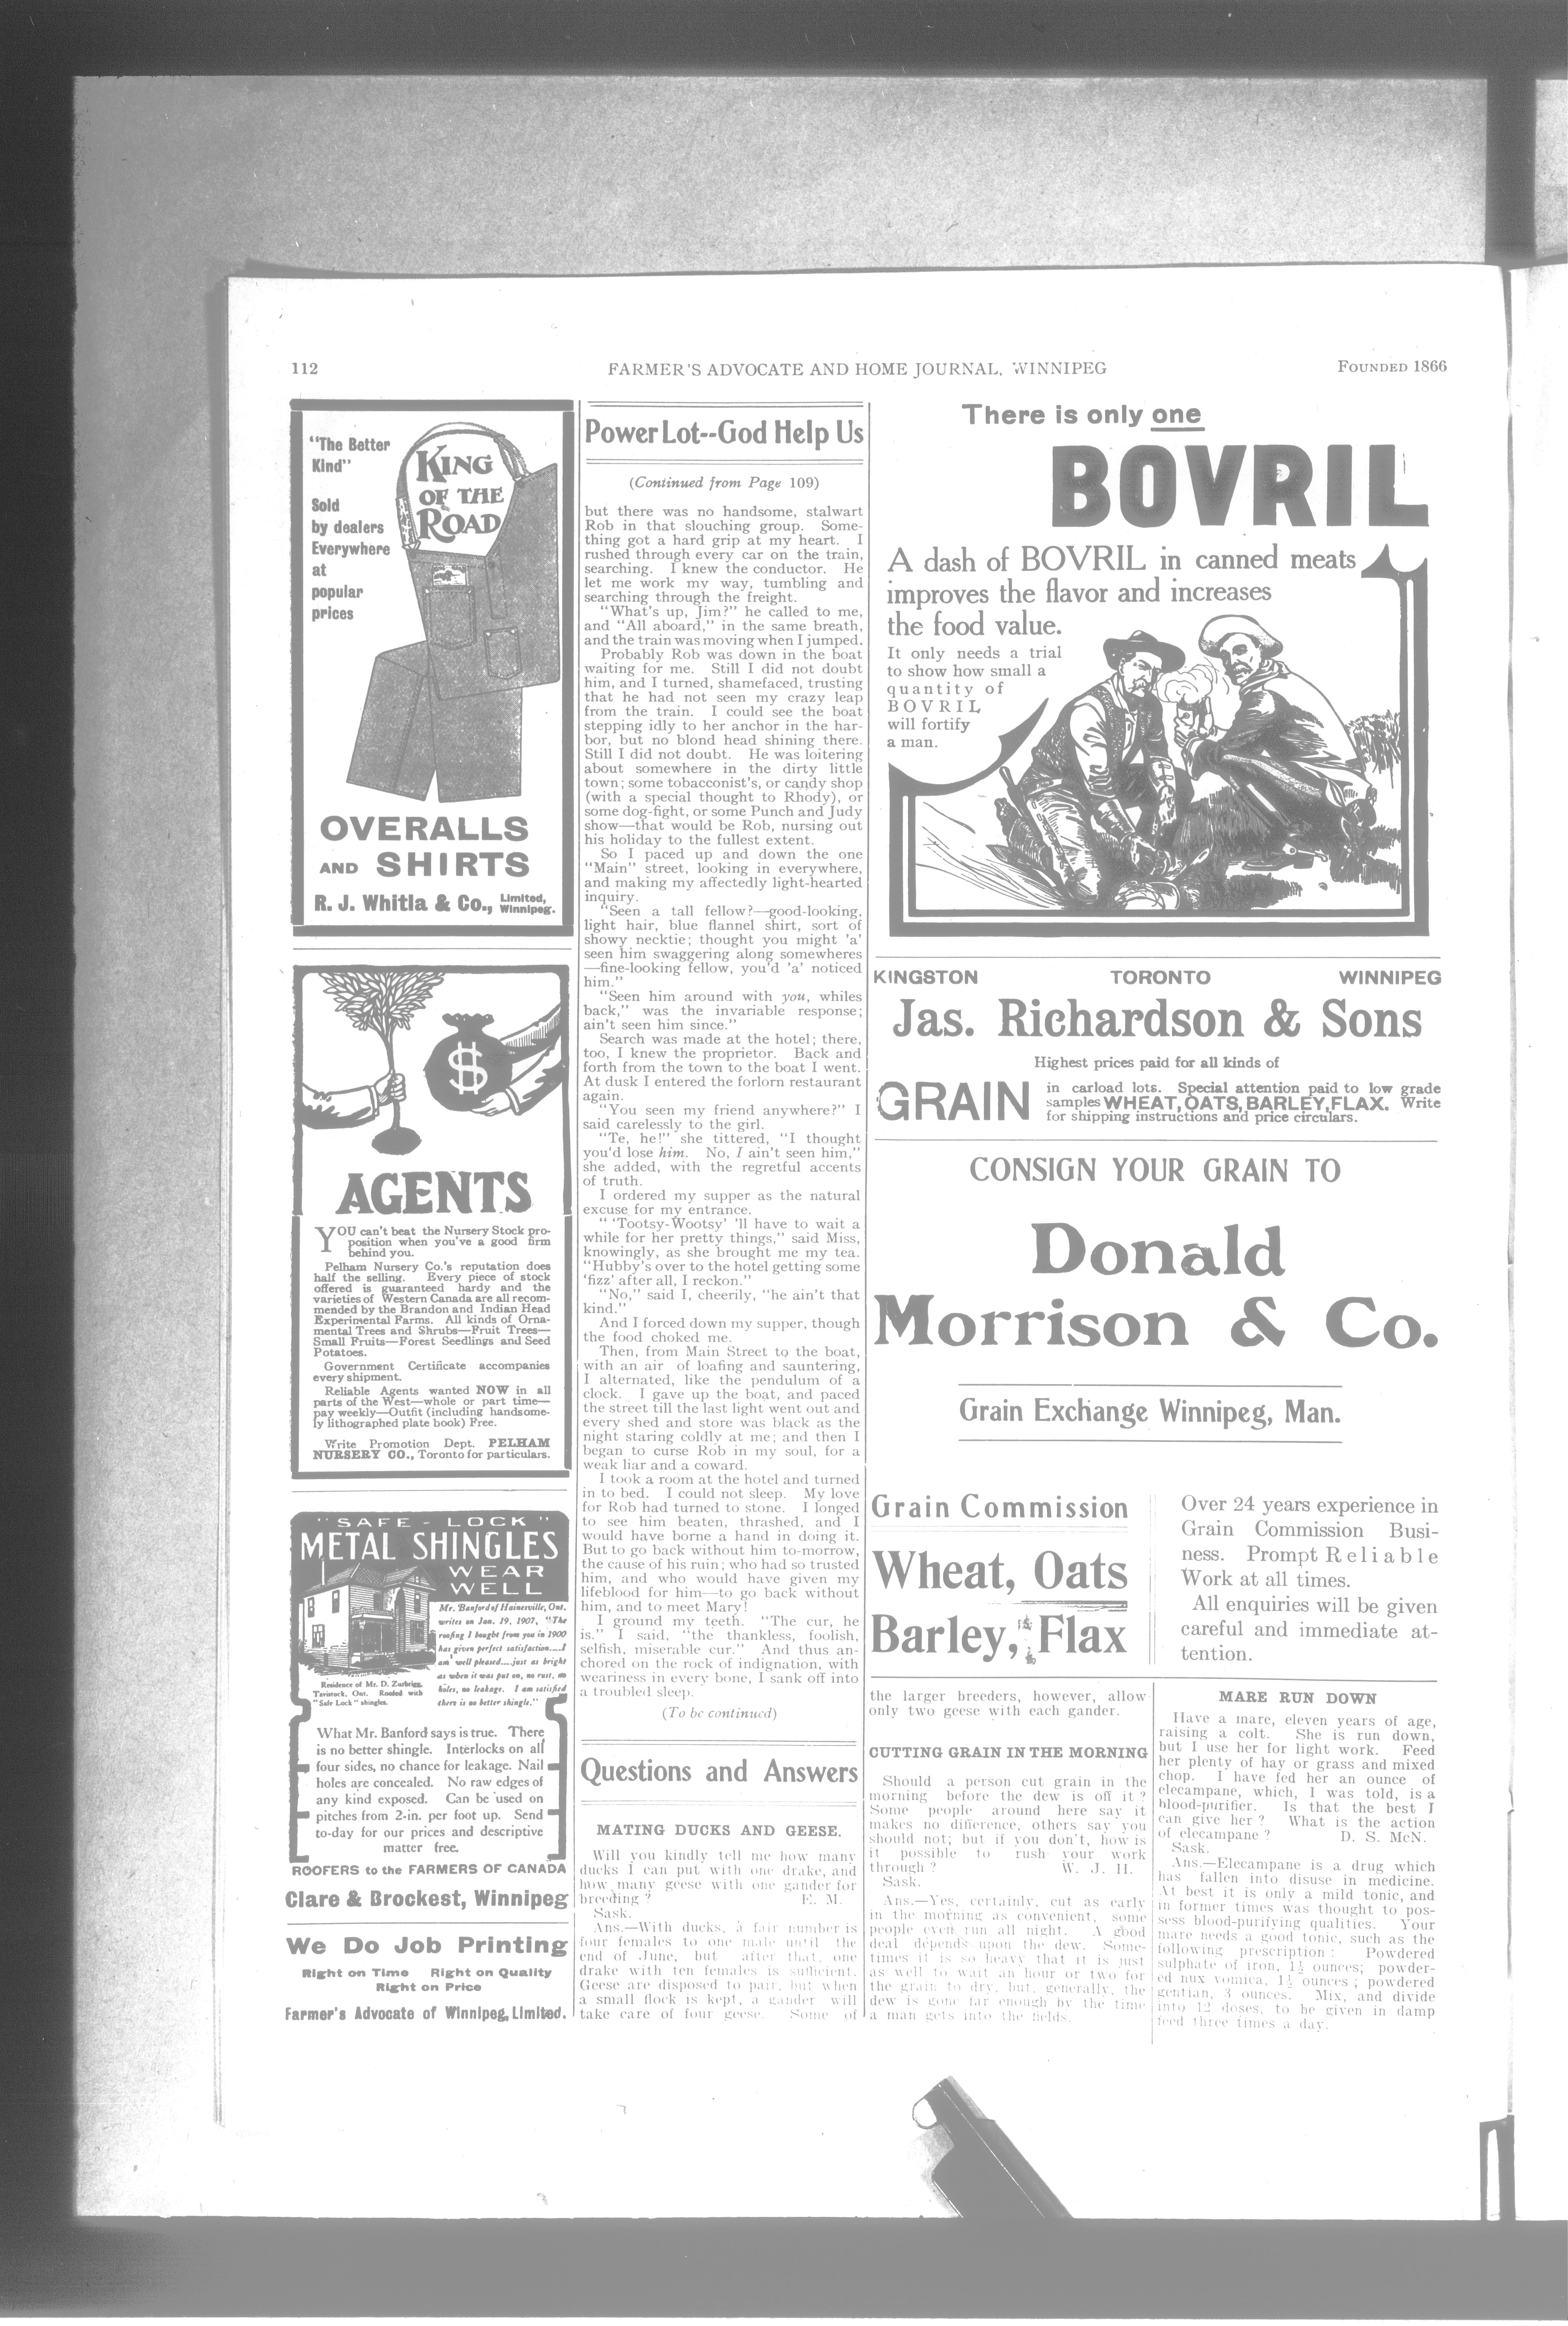 112
FARMER'S ADVOCATE AND HOME JOURNAL, WINNIPEG
FOUNDED 1866
"The Better
Kind"
Sold
by dealers
Everywhere
at
popular
prices
KING
OF THE
ROAD
OVERALLS
AND SHIRTS
R. J. Whitla & Co., Limited,
Winnipeg.
$
AGENTS
YOU can't beat the Nursery Stock pro-
position when you've a good firm
behind you.
Pelham Nursery Co.'s reputation does
half the selling. Every piece of stock
offered is guaranteed hardy and the
varieties of Western Canada are all recom-
mended by the Brandon and Indian Head
Experimental Farms. All kinds of Orna-
mental Trees and Shrubs—Fruit Trees—
Small Fruits—Forest Seedlings and Seed
Potatoes.
Government Certificate accompanies
every shipment.
Reliable Agents wanted NOW in all
parts of the West—whole or part time—
pay weekly—Outfit (including handsome-
ly lithographed plate book) Free.
Write Promotion Dept. PELHAM
NURSERY CO., Toronto for particulars.
"SAFE - LOCK"
METAL SHINGLES
WEAR
WELL
Mr. Banford of Hainerville, Ont.
writes on Jan. 19, 1907, "The
roofing I bought from you in 1900
has given perfect satisfaction....I
am well pleased....just as bright
as when it was put on, no rust, no
holes, no leakage. I am satisfied
there is no better shingle."
Residence of Mr. D. Zurbrigg,
Tavistock, Ont. Roofed with
"Safe Lock" shingles.
What Mr. Banford says is true. There
is no better shingle. Interlocks on all
four sides, no chance for leakage. Nail
holes are concealed. No raw edges of
any kind exposed. Can be used on
pitches from 2-in. per foot up. Send
to-day for our prices and descriptive
matter free.
ROOFERS to the FARMERS OF CANADA
Clare & Brockest, Winnipeg
We Do Job Printing
Right on Time Right on Quality
Right on Price
Farmer's Advocate of Winnipeg, Limited.
Power Lot--God Help Us
(Continued from Page 109)
but there was no handsome, stalwart
Rob in that slouching group. Some-
thing got a hard grip at my heart. I
rushed through every car on the train,
searching. I knew the conductor. He
let me work my way, tumbling and
searching through the freight.
"What's up, Jim?" he called to me,
and "All aboard," in the same breath,
and the train was moving when I jumped.
Probably Rob was down in the boat
waiting for me. Still I did not doubt
him, and I turned, shamefaced, trusting
that he had not seen my crazy leap
from the train. I could see the boat
stepping idly to her anchor in the har-
bor, but no blond head shining there.
Still I did not doubt. He was loitering
about somewhere in the dirty little
town; some tobacconist's, or candy shop
(with a special thought to Rhody), or
some dog-fight, or some Punch and Judy
show—that would be Rob, nursing out
his holiday to the fullest extent.
So I paced up and down the one
"Main" street, looking in everywhere,
and making my affectedly light-hearted
inquiry.
"Seen a tall fellow?—good-looking,
light hair, blue flannel shirt, sort of
showy necktie; thought you might 'a'
seen him swaggering along somewheres
—fine-looking fellow, you'd 'a' noticed
him."
"Seen him around with you, whiles
back," was the invariable response;
ain't seen him since."
Search was made at the hotel; there,
too, I knew the proprietor. Back and
forth from the town to the boat I went.
At dusk I entered the forlorn restaurant
again.
"You seen my friend anywhere?" I
said carelessly to the girl.
"Te, he!" she tittered, "I thought
you'd lose him. No, I ain't seen him,"
she added, with the regretful accents
of truth.
I ordered my supper as the natural
excuse for my entrance.
" 'Tootsy-Wootsy' 'll have to wait a
while for her pretty things," said Miss,
knowingly, as she brought me my tea.
"Hubby's over to the hotel getting some
'fizz' after all, I reckon."
"No," said I, cheerily, "he ain't that
kind."
And I forced down my supper, though
the food choked me.
Then, from Main Street to the boat,
with an air of loafing and sauntering,
I alternated, like the pendulum of a
clock. I gave up the boat, and paced
the street till the last light went out and
every shed and store was black as the
night staring coldly at me; and then I
began to curse Rob in my soul, for a
weak liar and a coward.
I took a room at the hotel and turned
in to bed. I could not sleep. My love
for Rob had turned to stone. I longed
to see him beaten, thrashed, and I
would have borne a hand in doing it.
But to go back without him to-morrow,
the cause of his ruin; who had so trusted
him, and who would have given my
lifeblood for him—to go back without
him, and to meet Mary!
I ground my teeth. "The cur, he
is." I said, "the thankless, foolish,
selfish, miserable cur." And thus an-
chored on the rock of indignation, with
weariness in every bone, I sank off into
a troubled sleep.
(To be continued)
Questions and Answers
MATING DUCKS AND GEESE.
Will you kindly tell me how many
ducks I can put with one drake, and
how many geese with one gander for
breeding? E. M.
Sask.
Ans.—With ducks, a fair number is
four females to one male until the
end of June, but after that, one
drake with ten females is sufficient.
Geese are disposed to pair, but when
a small flock is kept, a gander will
take care of four geese. Some of
There is only one
BOVRIL
A dash of BOVRIL in canned meats
improves the flavor and increases
the food value.
It only needs a trial
to show how small a
quantity of
BOVRIL
will fortify
a man.
KINGSTON TORONTO WINNIPEG
Jas. Richardson & Sons
Highest prices paid for all kinds of
GRAIN
in carload lots. Special attention paid to low grade
samples WHEAT, OATS, BARLEY, FLAX. Write
for shipping instructions and price circulars.
CONSIGN YOUR GRAIN TO
Donald
Morrison & Co.
Grain Exchange Winnipeg, Man.
Grain Commission
Wheat, Oats
Barley, Flax
Over 24 years experience in
Grain Commission Busi-
ness. Prompt Reliable
Work at all times.
All enquiries will be given
careful and immediate at-
tention.
the larger breeders, however, allow
only two geese with each gander.
CUTTING GRAIN IN THE MORNING
Should a person cut grain in the
morning before the dew is off it?
Some people around here say it
makes no difference, others say you
should not; but if you don't, how is
it possible to rush your work
through? W. J. H.
Sask.
Ans.—Yes, certainly, cut as early
in the morning as convenient, some
people even run all night. A good
deal depends upon the dew. Some-
times it is so heavy that it is just
as well to wait an hour or two for
the grain to dry, but, generally, the
dew is gone far enough by the time
a man gets into the fields.
MARE RUN DOWN
Have a mare, eleven years of age,
raising a colt. She is run down,
but I use her for light work. Feed
her plenty of hay or grass and mixed
chop. I have fed her an ounce of
elecampane, which, I was told, is a
blood-purifier. Is that the best I
can give her? What is the action
of elecampane? D. S. McN.
Sask.
Ans.—Elecampane is a drug which
has fallen into disuse in medicine.
At best it is only a mild tonic, and
in former times was thought to pos-
sess blood-purifying qualities. Your
mare needs a good tonic, such as the
following prescription: Powdered
sulphate of iron, 1½ ounces; powder-
ed nux vomica, 1½ ounces; powdered
gentian, 3 ounces. Mix, and divide
into 12 doses, to be given in damp
feed three times a day.